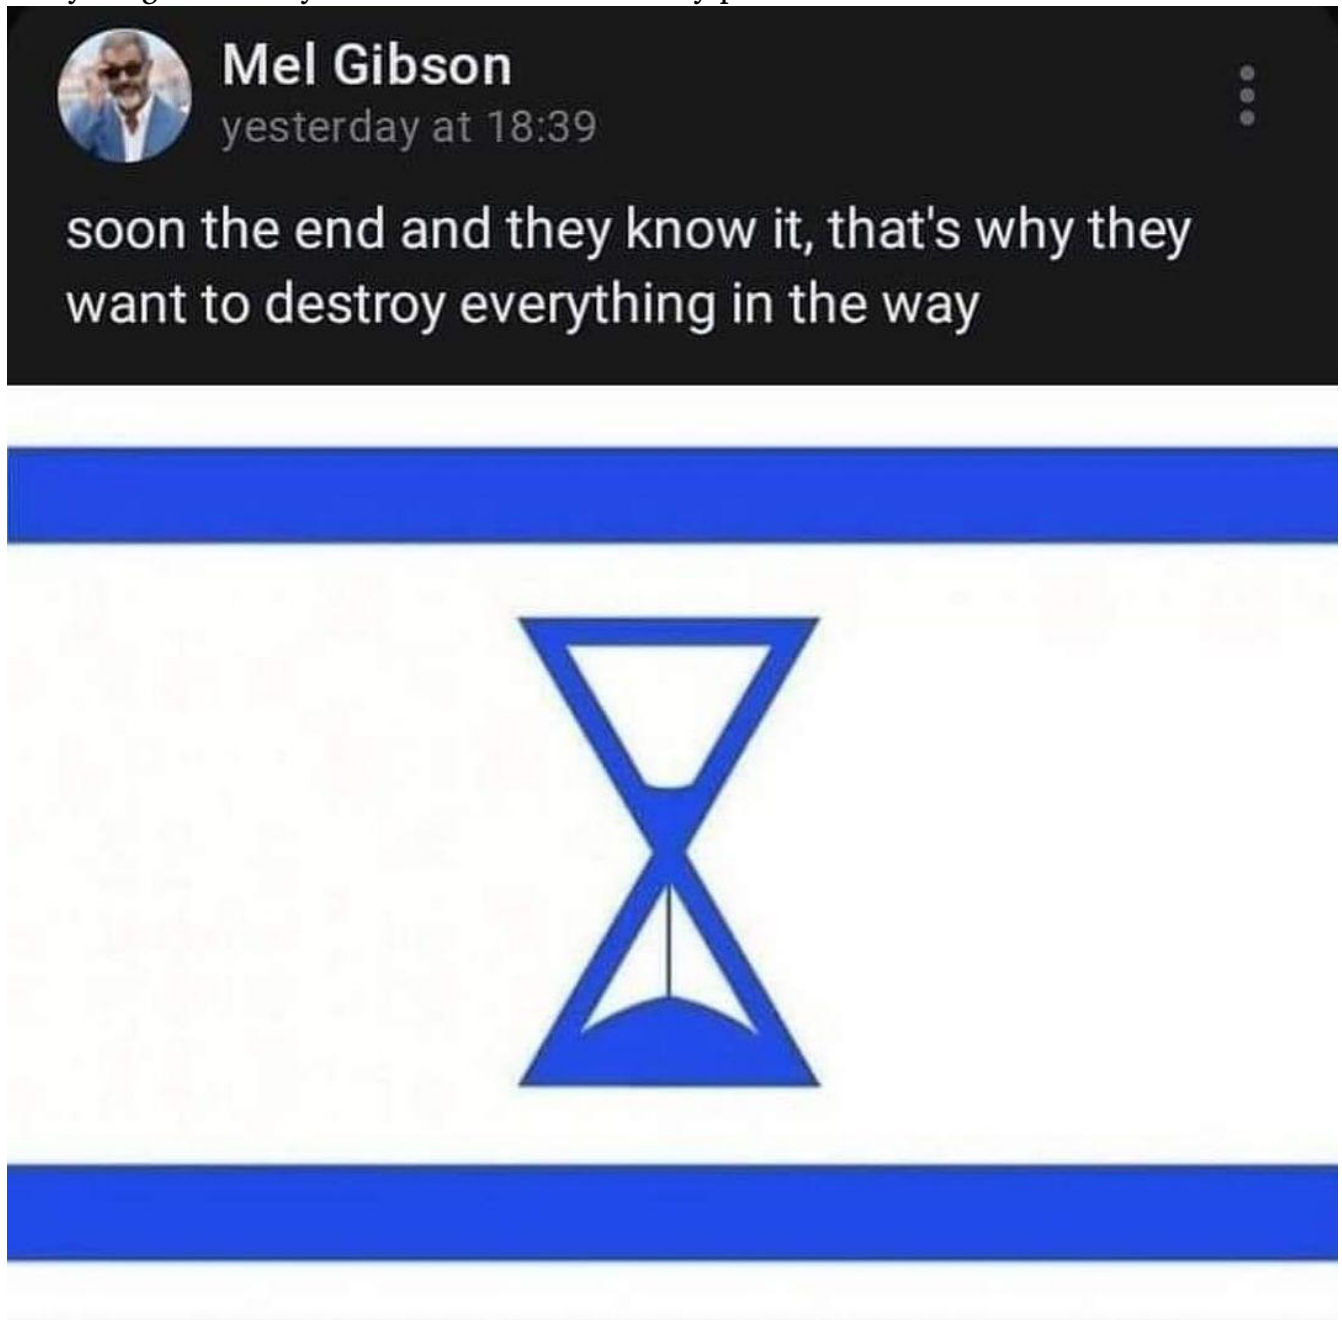 Mel Gibson
yesterday at 18:39
soon the end and they know it, that's why they
want to destroy everything in the way